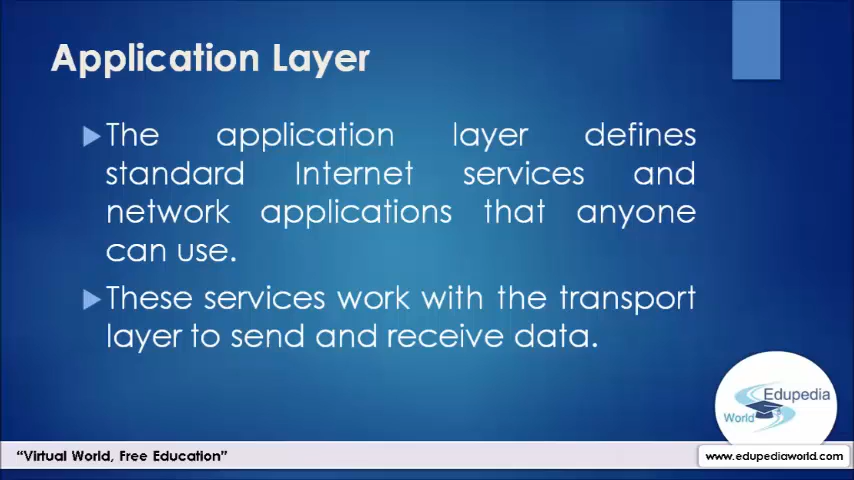 Application Layer
The application layer defines
standard Internet services and
network applications that anyone
can use.
These services work with the transport
layer to send and receive data.
Edupedia
World
“Virtual World, Free Education”
www.edupediaworld.com